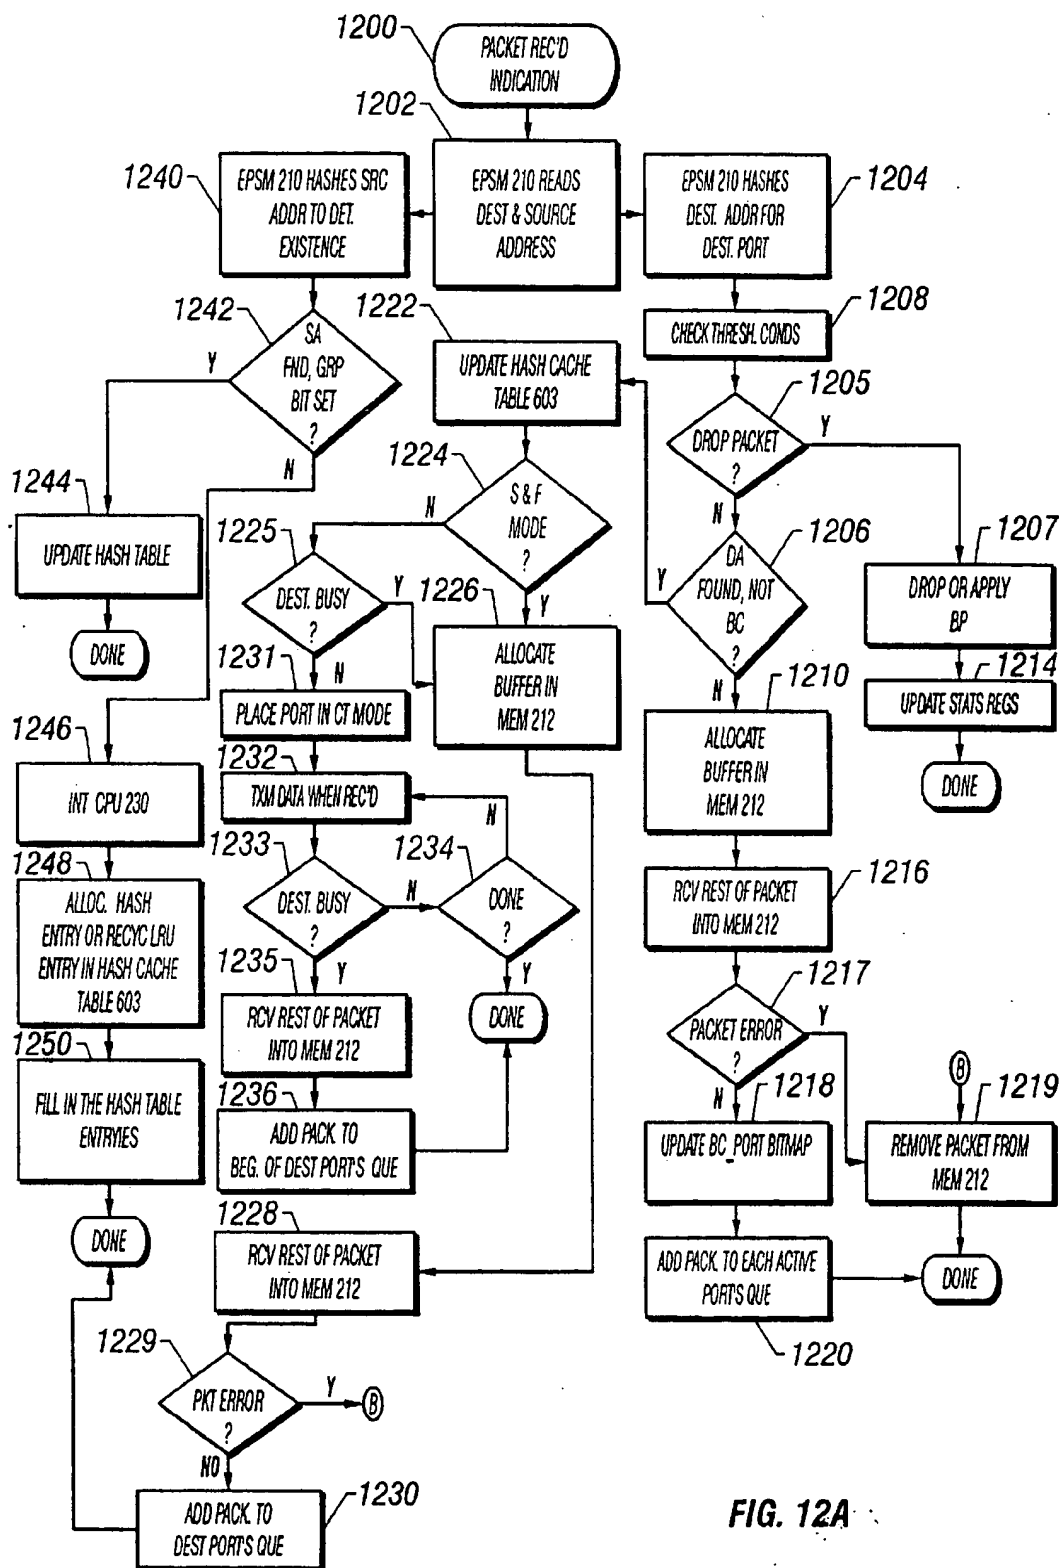 1200
PACKET REC'D
INDICATION
1202
EPSM 210 READS
DEST & SOURCE
ADDRESS
1240
EPSM 210 HASHES SRC
ADDR TO DET.
EXISTENCE
1204
EPSM 210 HASHES
DEST. ADDR FOR
DEST. PORT
1242
SA
FND, GRP
BIT SET
?
Y
N
1244
UPDATE HASH TABLE
DONE
1246
INT CPU 230
1248
ALLOC. HASH
ENTRY OR RECYC LRU
ENTRY IN HASH CACHE
TABLE 603
1250
FILL IN THE HASH TABLE
ENTRYIES
DONE
1222
UPDATE HASH CACHE
TABLE 603
1224
S & F
MODE
?
N
Y
1225
DEST. BUSY
?
Y
N
1226
ALLOCATE
BUFFER IN
MEM 212
1231
PLACE PORT IN CT MODE
1232
TXM DATA WHEN REC'D
1233
DEST. BUSY
?
N
Y
1234
DONE
?
N
Y
DONE
1235
RCV REST OF PACKET
INTO MEM 212
1236
ADD PACK. TO
BEG. OF DEST PORT'S QUE
1228
RCV REST OF PACKET
INTO MEM 212
1229
PKT ERROR
?
Y
B
NO
1230
ADD PACK. TO
DEST PORT'S QUE
1208
CHECK THRESH. CONDS
1205
DROP PACKET
?
Y
N
1206
DA
FOUND, NOT
BC
?
Y
N
1207
DROP OR APPLY
BP
1214
UPDATE STATS REGS
DONE
1210
ALLOCATE
BUFFER IN
MEM 212
1216
RCV REST OF PACKET
INTO MEM 212
1217
PACKET ERROR
?
Y
N
1218
UPDATE BC_PORT BITMAP
B
1219
REMOVE PACKET FROM
MEM 212
ADD PACK. TO EACH ACTIVE
PORT'S QUE
1220
DONE
FIG. 12A